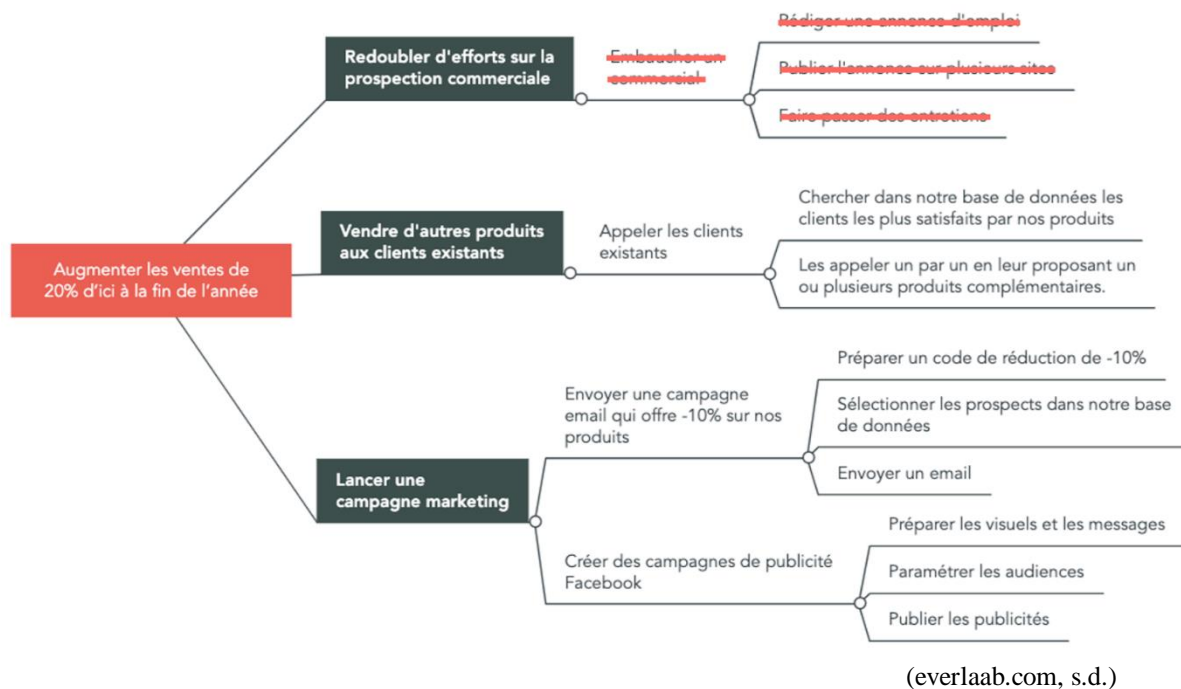 Rédiger une annonce d'emploi
Redoubler d'efforts sur la
prospection commerciale
Embaucher un
commercial
Publier l'annonce sur plusieurs sites
Faire passer des entretiens
Augmenter les ventes de
20% d’ici à la fin de l’année
Vendre d'autres produits
aux clients existants
Appeler les clients
existants
Chercher dans notre base de données les
clients les plus satisfaits par nos produits
Les appeler un par un en leur proposant un
ou plusieurs produits complémentaires.
Lancer une
campagne marketing
Envoyer une campagne
email qui offre -10% sur nos
produits
Préparer un code de réduction de -10%
Sélectionner les prospects dans notre base
de données
Envoyer un email
Créer des campagnes de publicité
Facebook
Préparer les visuels et les messages
Paramétrer les audiences
Publier les publicités
(everlaab.com, s.d.)